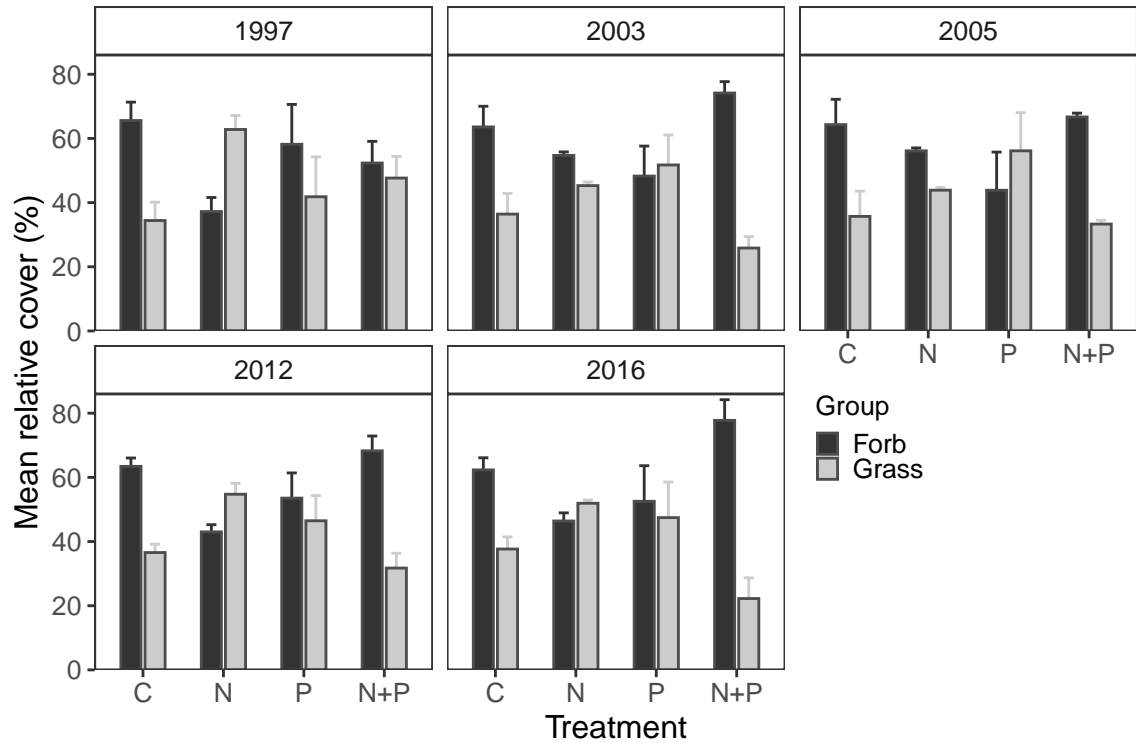 1997
2003
2005
Mean relative cover (%)
80
60
40
20
0
C N P N+P
2012
2016
Group
Forb
Grass
80
60
40
20
0
C N P N+P
C N P N+P
Treatment